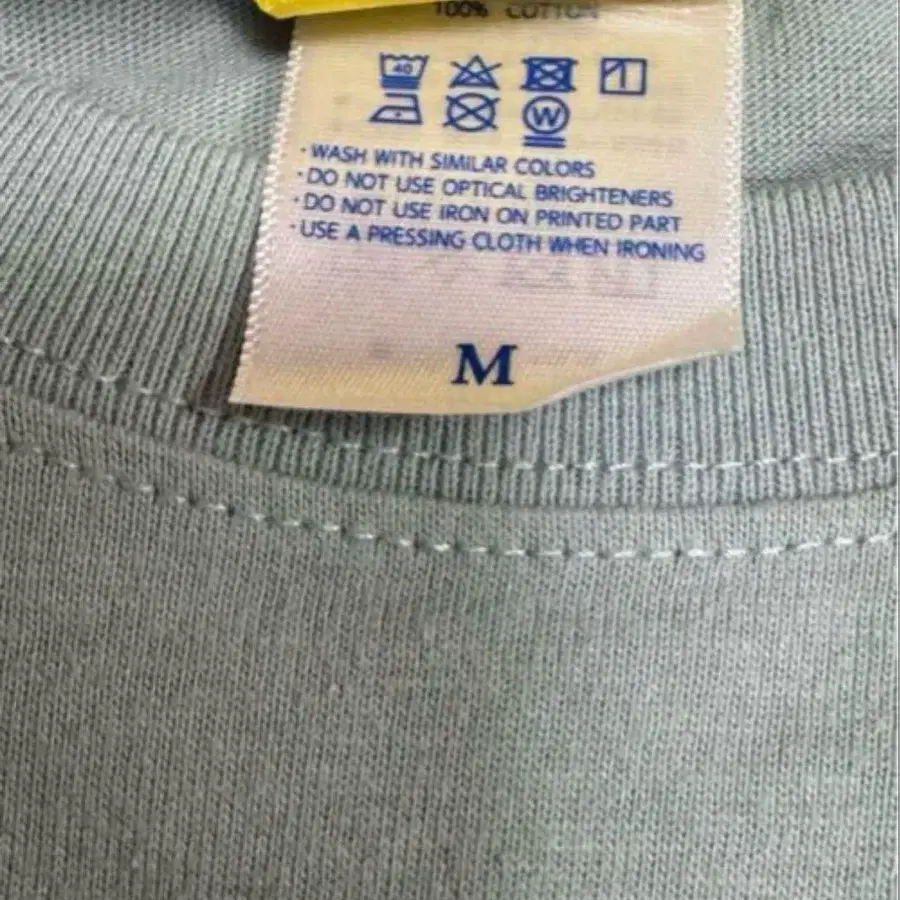 100% COTTON
40
W
· WASH WITH SIMILAR COLORS
· DO NOT USE OPTICAL BRIGHTENERS
· DO NOT USE IRON ON PRINTED PART
· USE A PRESSING CLOTH WHEN IRONING
M